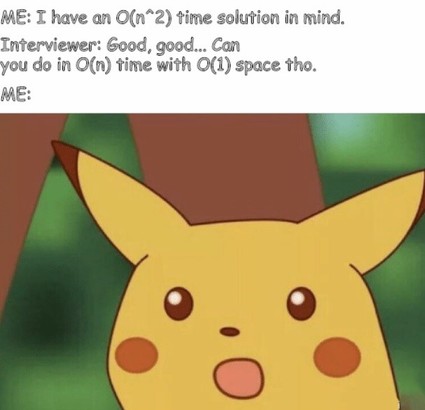 ME: I have an O(n^2) time solution in mind.
Interviewer: Good, good... Can
you do in O(n) time with O(1) space tho.
ME: